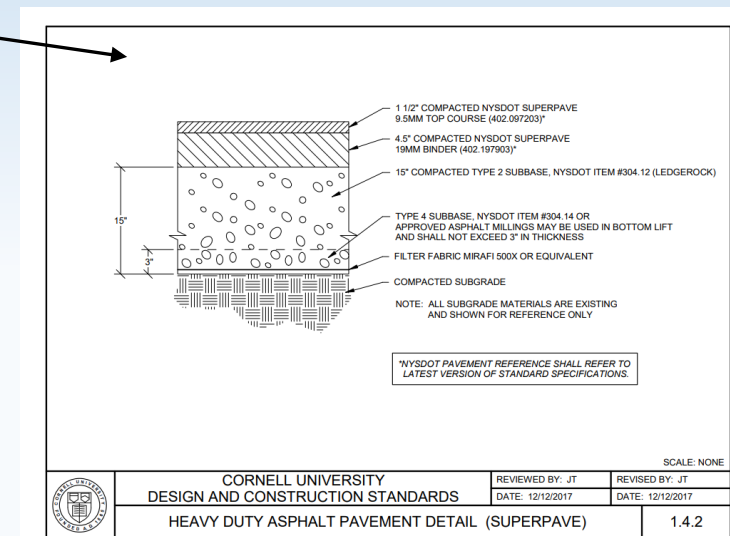 1 1/2" COMPACTED NYSDOT SUPERPAVE
9.5MM TOP COURSE (402.097203)*
4.5" COMPACTED NYSDOT SUPERPAVE
19MM BINDER (402.197903)*
15" COMPACTED TYPE 2 SUBBASE, NYSDOT ITEM #304.12 (LEDGEROCK)
15"
TYPE 4 SUBBASE, NYSDOT ITEM #304.14 OR
APPROVED ASPHALT MILLINGS MAY BE USED IN BOTTOM LIFT
AND SHALL NOT EXCEED 3" IN THICKNESS
3"
FILTER FABRIC MIRAFI 500X OR EQUIVALENT
COMPACTED SUBGRADE
NOTE: ALL SUBGRADE MATERIALS ARE EXISTING
AND SHOWN FOR REFERENCE ONLY
*NYSDOT PAVEMENT REFERENCE SHALL REFER TO
LATEST VERSION OF STANDARD SPECIFICATIONS.
SCALE: NONE
CORNELL UNIVERSITY
DESIGN AND CONSTRUCTION STANDARDS
REVIEWED BY: JT
REVISED BY: JT
DATE: 12/12/2017
DATE: 12/12/2017
HEAVY DUTY ASPHALT PAVEMENT DETAIL (SUPERPAVE)
1.4.2
CORNELL UNIVERSITY